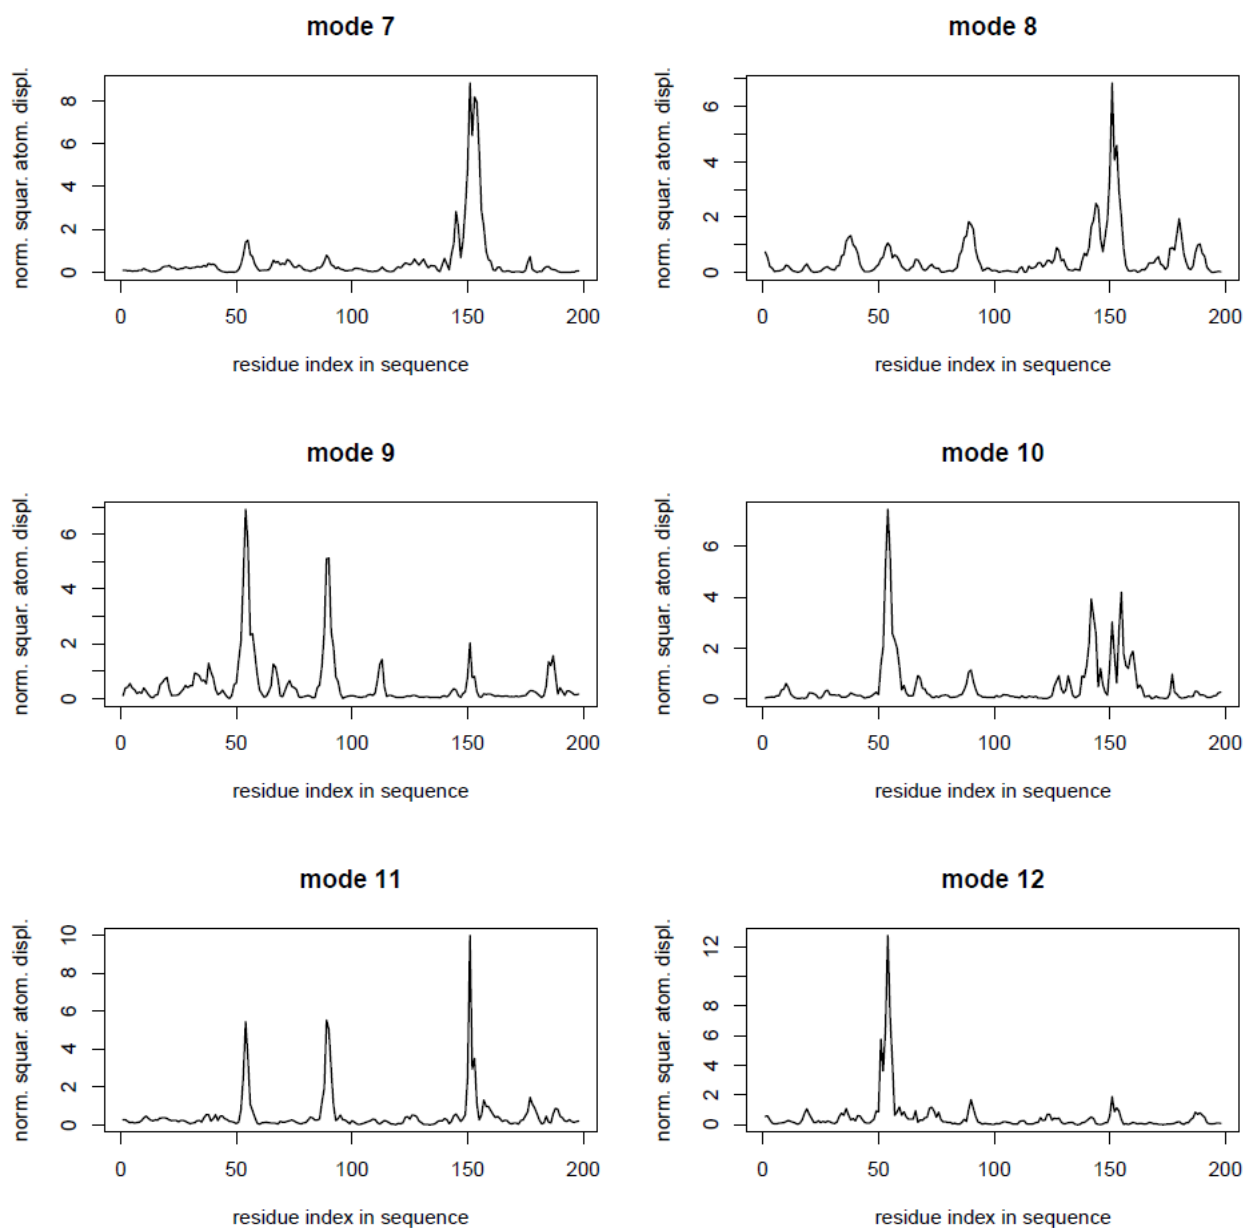 mode 7
norm. squar. atom. displ.
0 2 4 6 8
0 50 100 150 200
residue index in sequence
mode 8
norm. squar. atom. displ.
0 2 4 6
0 50 100 150 200
residue index in sequence
mode 9
norm. squar. atom. displ.
0 2 4 6
0 50 100 150 200
residue index in sequence
mode 10
norm. squar. atom. displ.
0 2 4 6
0 50 100 150 200
residue index in sequence
mode 11
norm. squar. atom. displ.
0 2 4 6 8 10
0 50 100 150 200
residue index in sequence
mode 12
norm. squar. atom. displ.
0 2 4 6 8 12
0 50 100 150 200
residue index in sequence